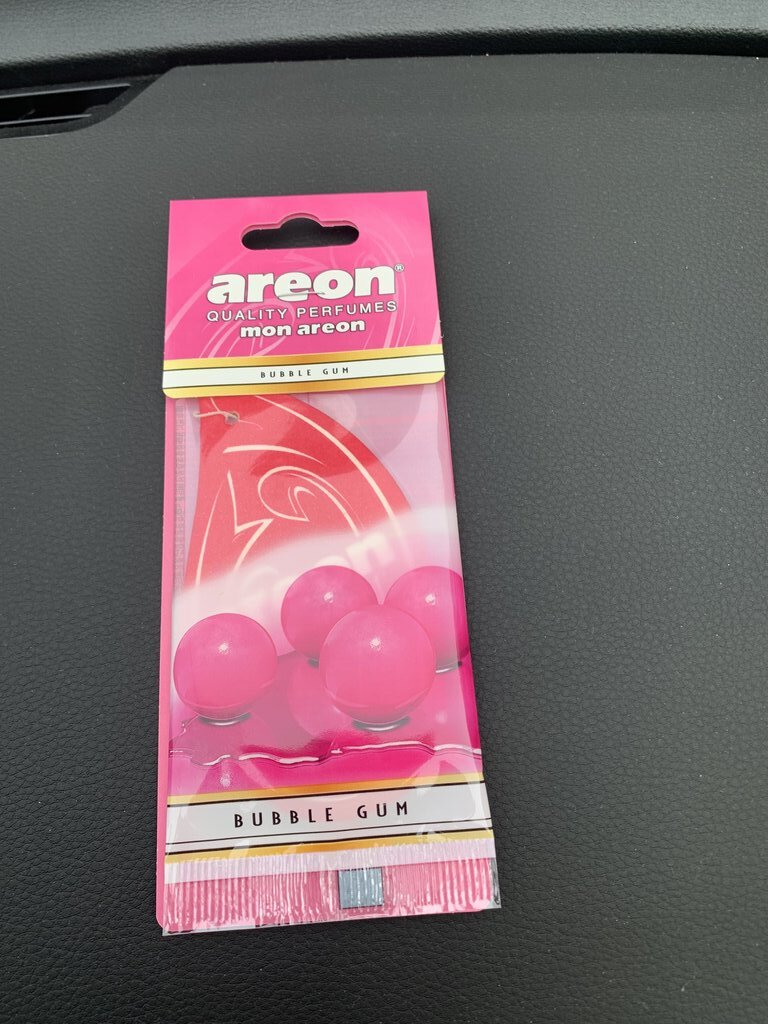 areon®
QUALITY PERFUMES
mon areon
BUBBLE GUM
BUBBLE GUM